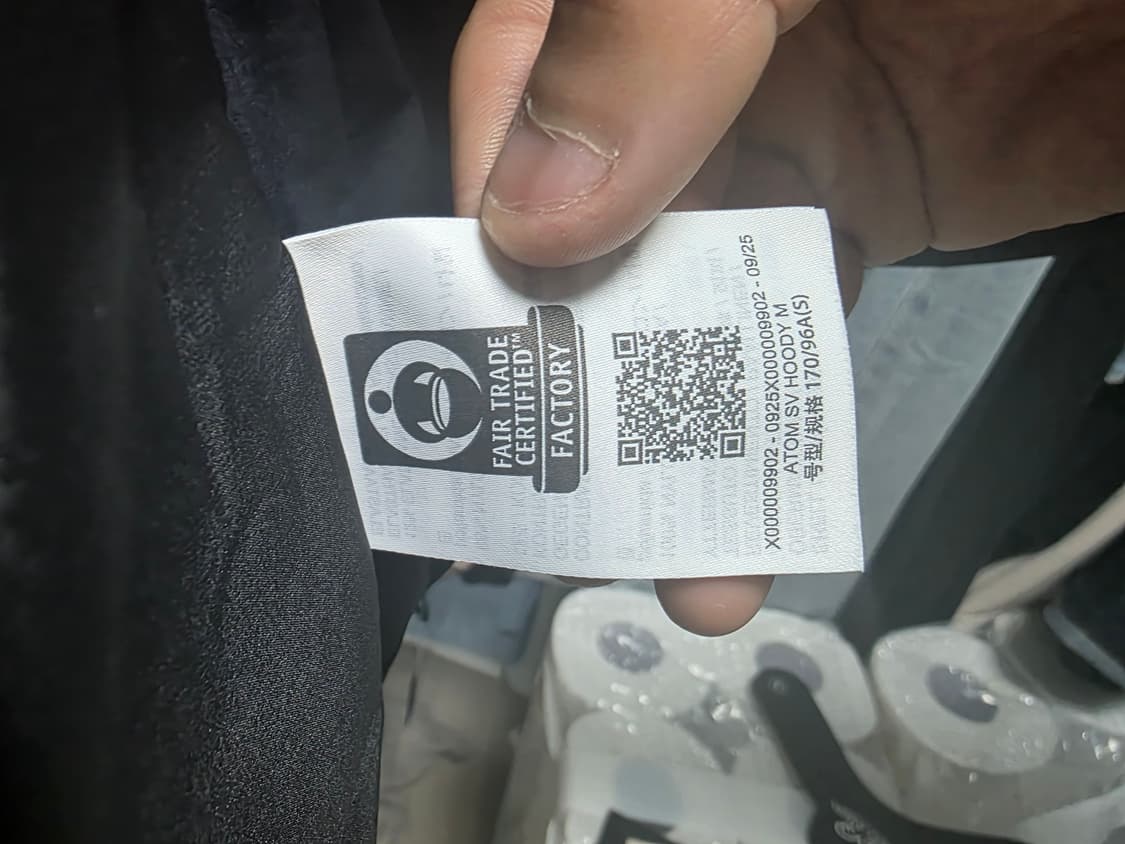 FAIR TRADE
CERTIFIED™
FACTORY
X000009902 - 0925X000009902 - 09/25
ATOM SV HOODY M
号型/规格 170/96A(S)